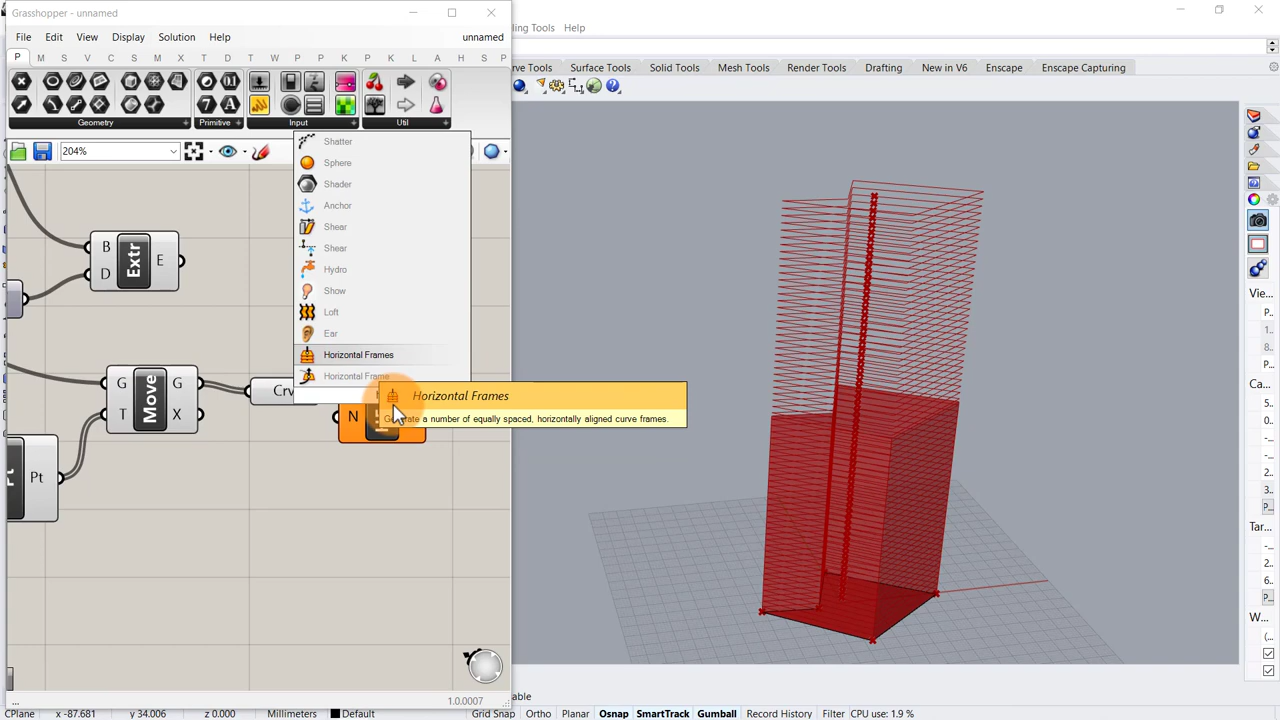 Grasshopper - unnamed
File Edit View Display Solution Help unnamed
ling Tools Help
P M S V C S M X T W D B T W D P K C L A H S P
rve Tools Surface Tools Solid Tools Mesh Tools Render Tools Drafting New in V6 Enscape Enscape Capturing
Geometry Primitive Input Util
204%
Shatter
Sphere
Shader
Anchor
Shear
Shear
Hydro
Show
Loft
Ear
Horizontal Frames
Horizontal Frame
Horizontal Frames
Generate a number of equally spaced, horizontally aligned curve frames.
B
D
Extr
E
G
T
Move
G
X
Crv
N
Pt
Vie...
P...
Ca...
Tar...
W...
1.0.0007
able
CPlane x -87.681 y 34.006 z 0.000 Millimeters Default Grid Snap Ortho Planar Osnap SmartTrack Gumball Record History Filter CPU use: 1.9 %